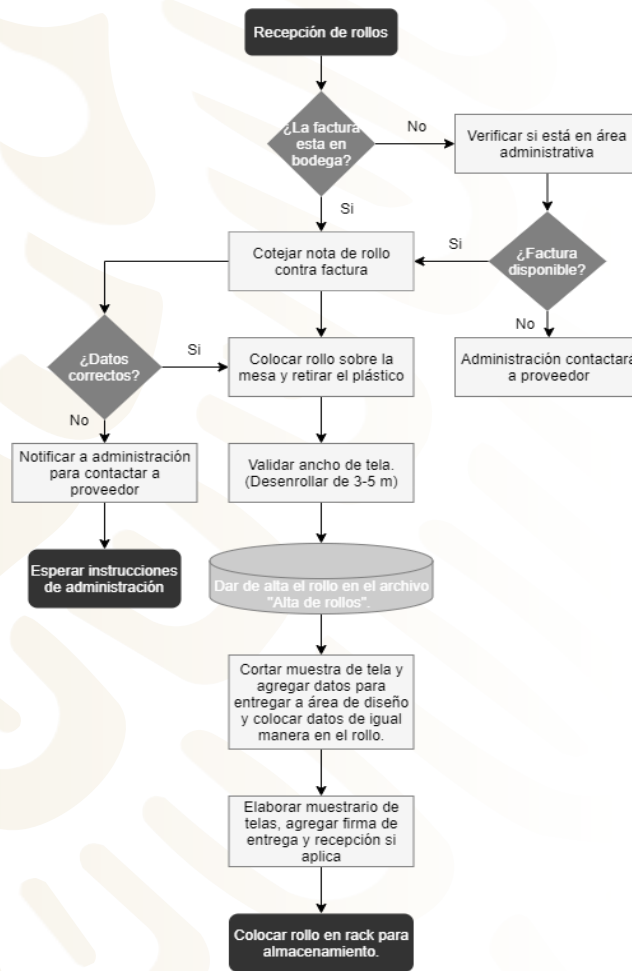 Recepción de rollos
¿La factura
esta en
bodega?
No
Verificar si está en área
administrativa
Si
Cotejar nota de rollo
contra factura
Si
¿Factura
disponible?
No
Administración contactara
a proveedor
¿Datos
correctos?
Si
Colocar rollo sobre la
mesa y retirar el plástico
No
Notificar a administración
para contactar a
proveedor
Validar ancho de tela.
(Desenrollar de 3-5 m)
Esperar instrucciones
de administración
Dar de alta el rollo en el archivo
"Alta de rollos".
Cortar muestra de tela y
agregar datos para
entregar a área de diseño
y colocar datos de igual
manera en el rollo.
Elaborar muestrario de
telas, agregar firma de
entrega y recepción si
aplica
Colocar rollo en rack para
almacenamiento.